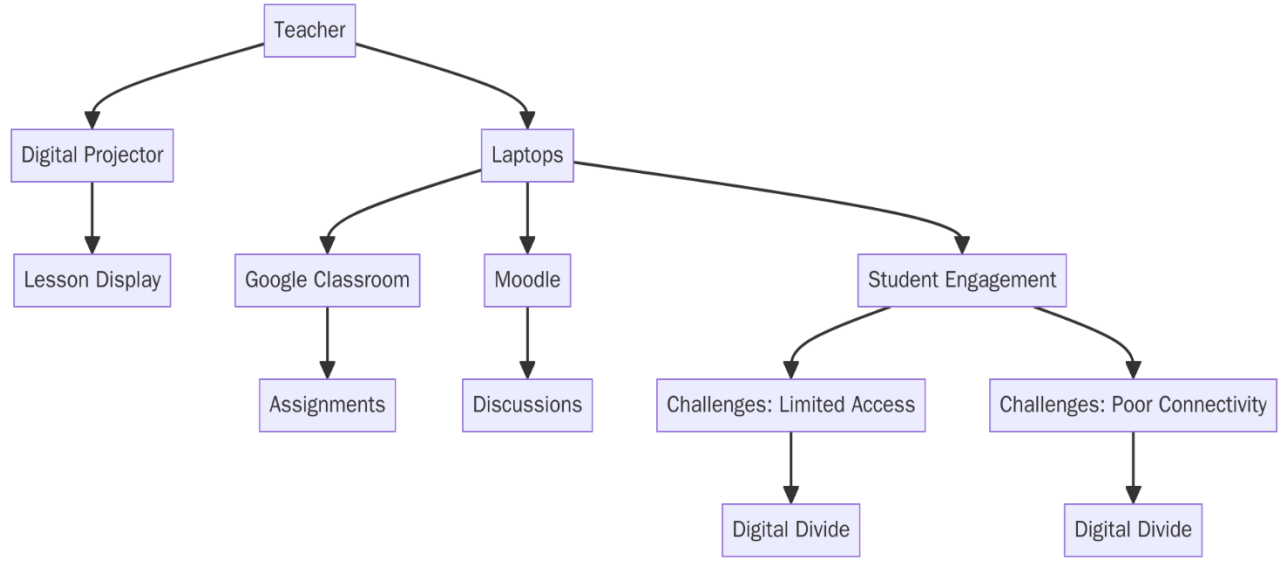 Teacher
Digital Projector
Laptops
Lesson Display
Google Classroom
Moodle
Student Engagement
Assignments
Discussions
Challenges: Limited Access
Challenges: Poor Connectivity
Digital Divide
Digital Divide